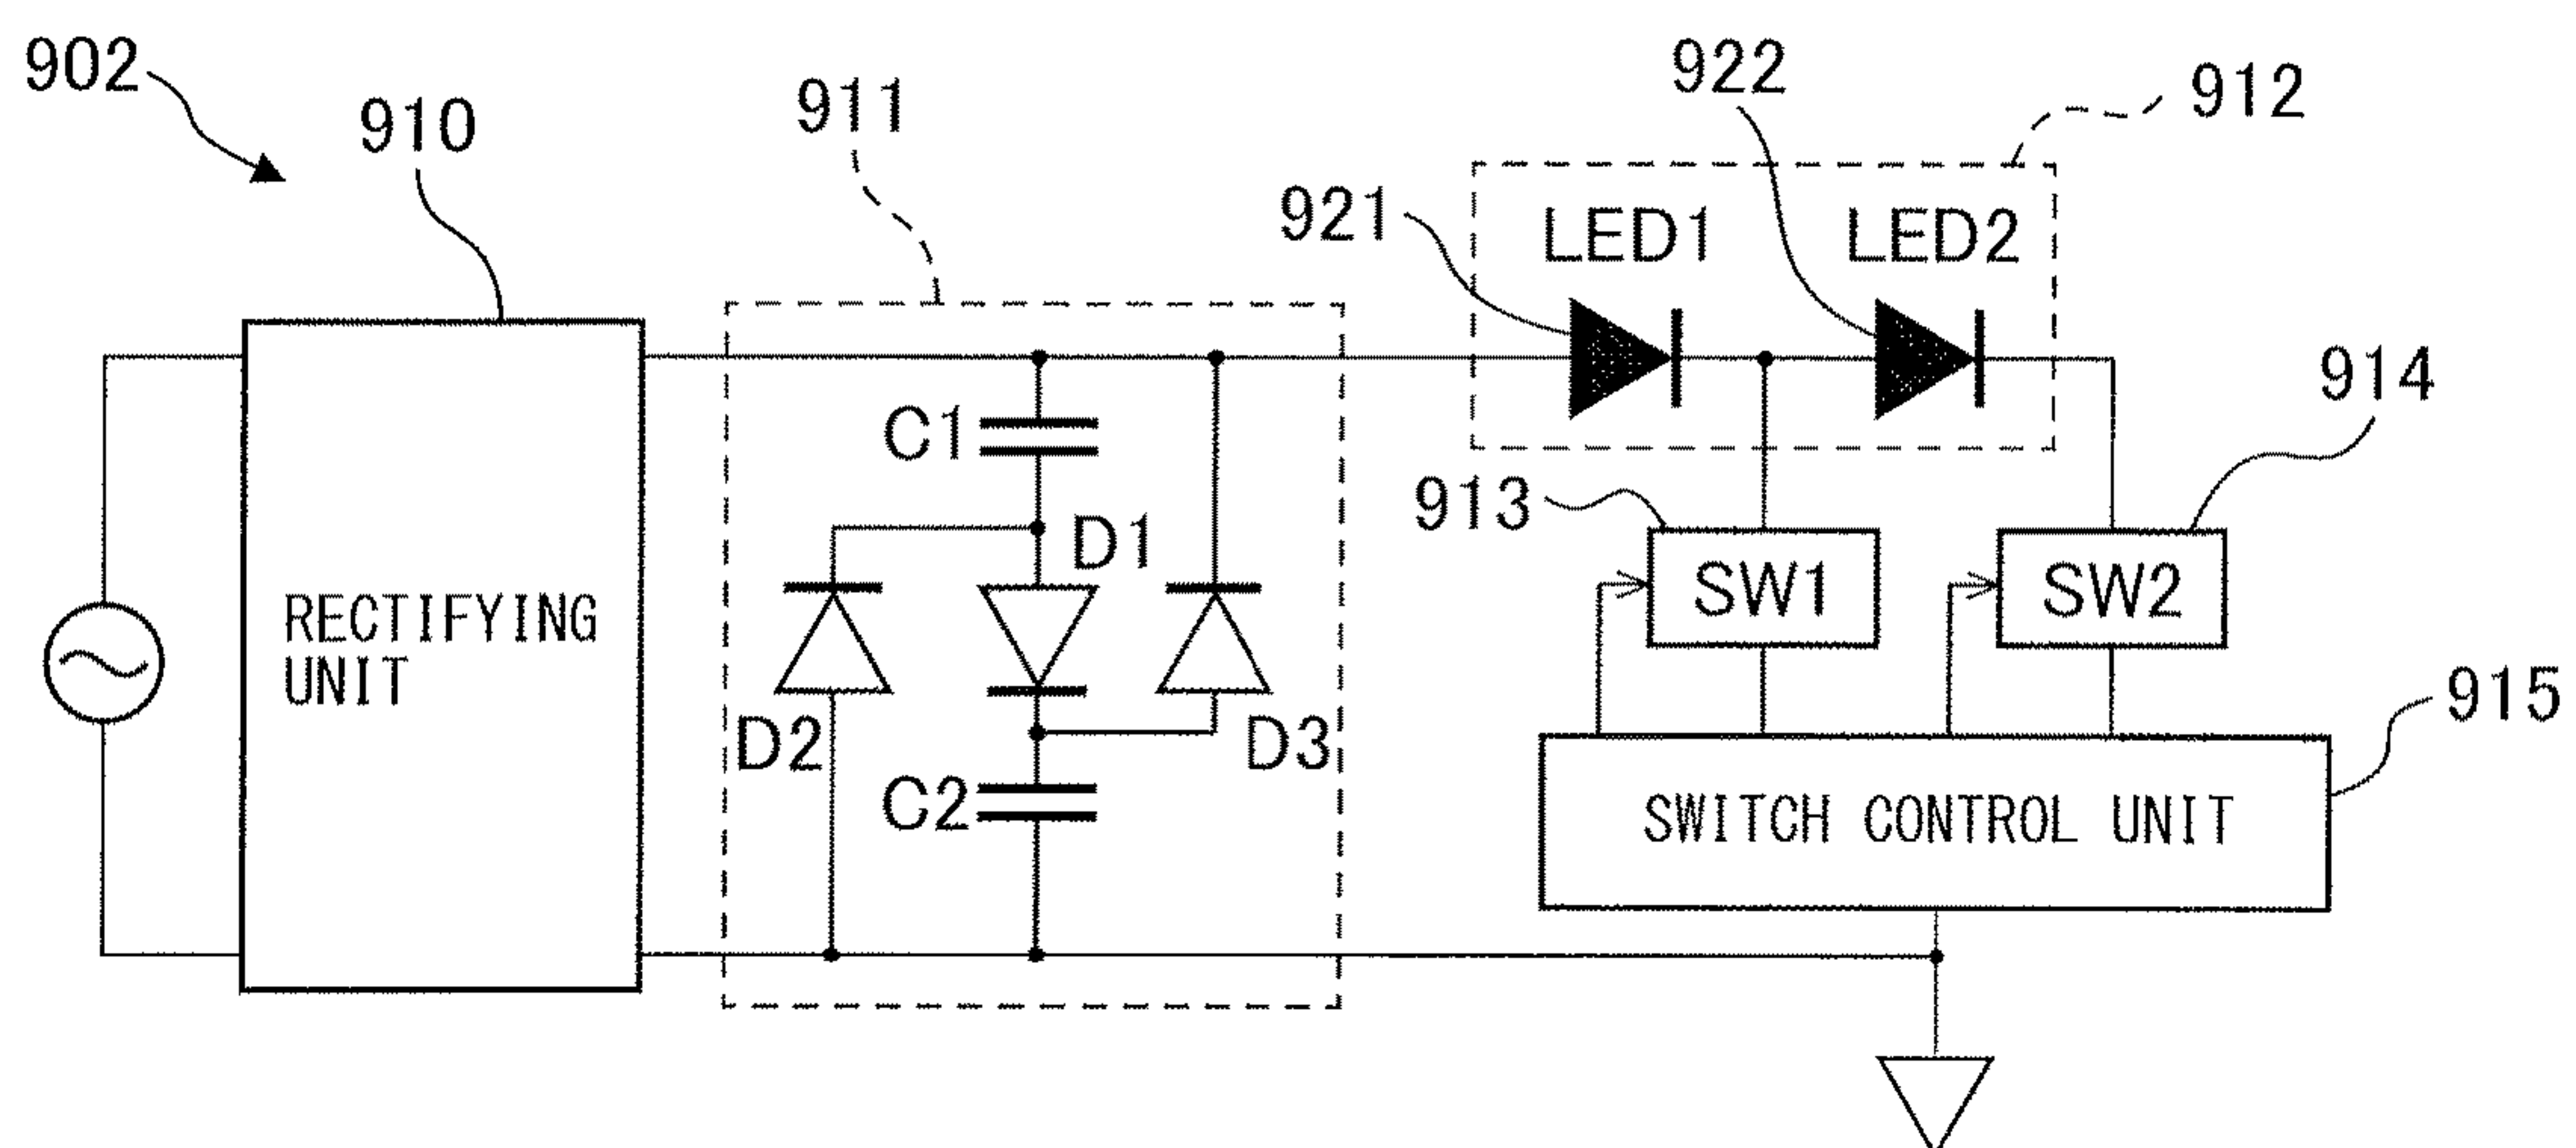 902
910
911
922
912
921
LED1
LED2
914
C1
913
D1
SW1
SW2
RECTIFYING
UNIT
915
D2
D3
C2
SWITCH CONTROL UNIT